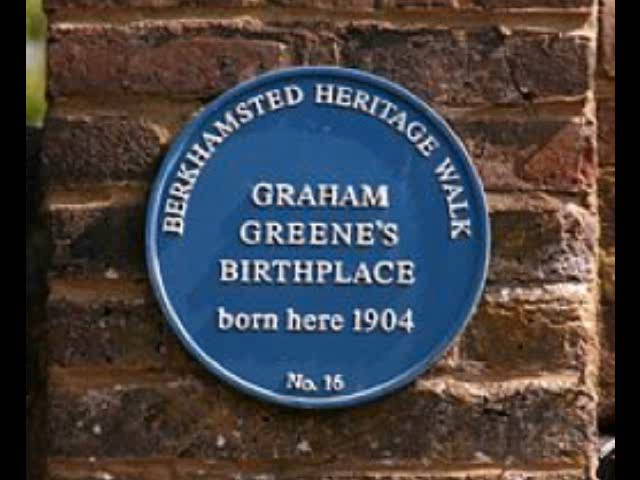 BERKHAMSTED HERITAGE WALK
GRAHAM
GREENE'S
BIRTHPLACE
born here 1904
No. 16